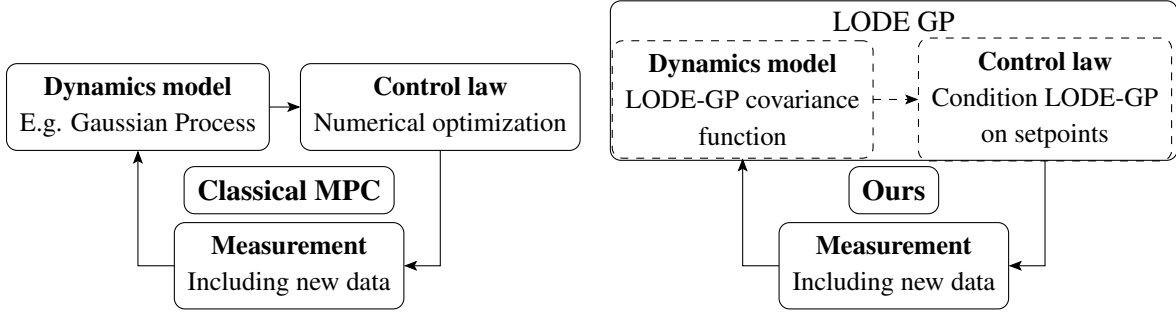 Dynamics model
E.g. Gaussian Process
Control law
Numerical optimization
Classical MPC
Measurement
Including new data
LODE GP
Dynamics model
LODE-GP covariance
function
Control law
Condition LODE-GP
on setpoints
Ours
Measurement
Including new data